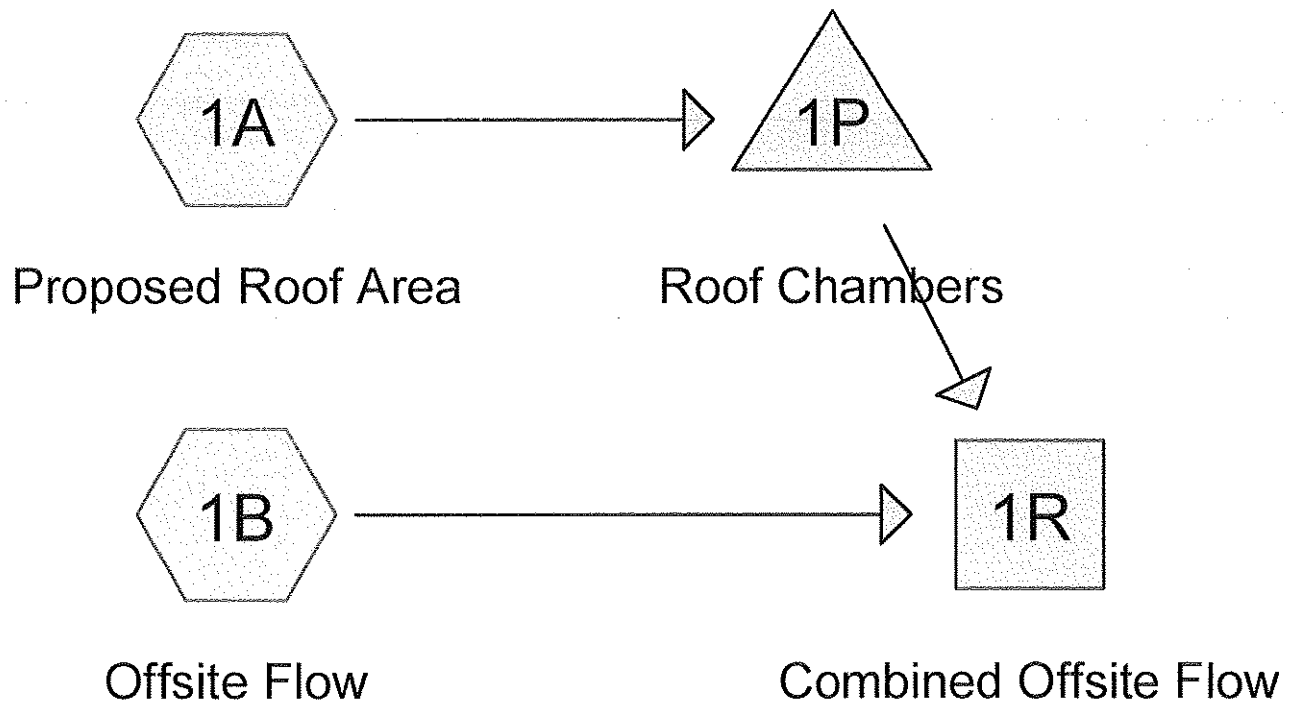 1A
1P
Proposed Roof Area
Roof Chambers
1B
1R
Offsite Flow
Combined Offsite Flow